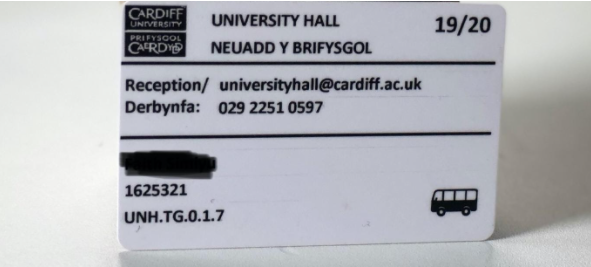 CARDIFF
UNIVERSITY
PRIFYSGOL
CAERDYDD
UNIVERSITY HALL
NEUADD Y BRIFYSGOL
19/20
Reception/ universityhall@cardiff.ac.uk
Derbynfa: 029 2251 0597
1625321
UNH.TG.0.1.7